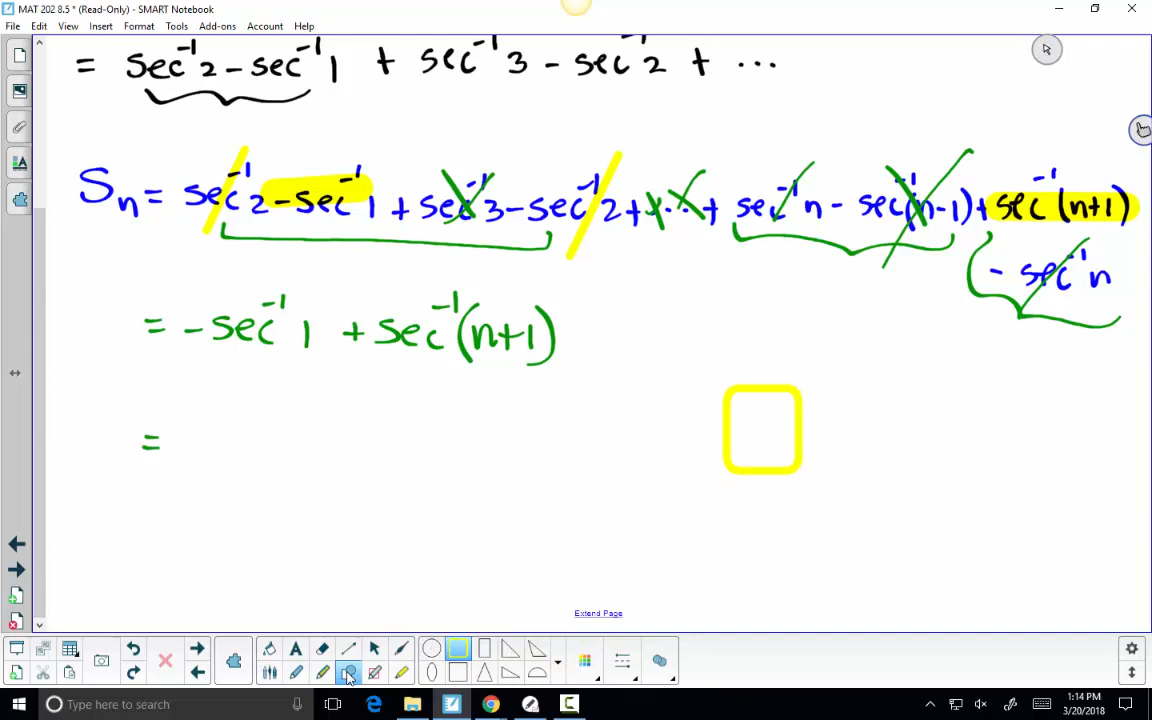 MAT 202 8.5 * (Read-Only) - SMART Notebook
File Edit View Insert Format Tools Add-ons Account Help
= sec⁻¹2 - sec⁻¹1 + sec⁻¹3 - sec⁻¹2 + ...
Sₙ = sec⁻¹2 - sec⁻¹1 + sec⁻¹3 - sec⁻¹2 + ... + sec⁻¹n - sec⁻¹(n-1) + sec⁻¹(n+1)
- sec⁻¹n
= - sec⁻¹1 + sec⁻¹(n+1)
=
Extend Page
Type here to search
1:14 PM
3/20/2018